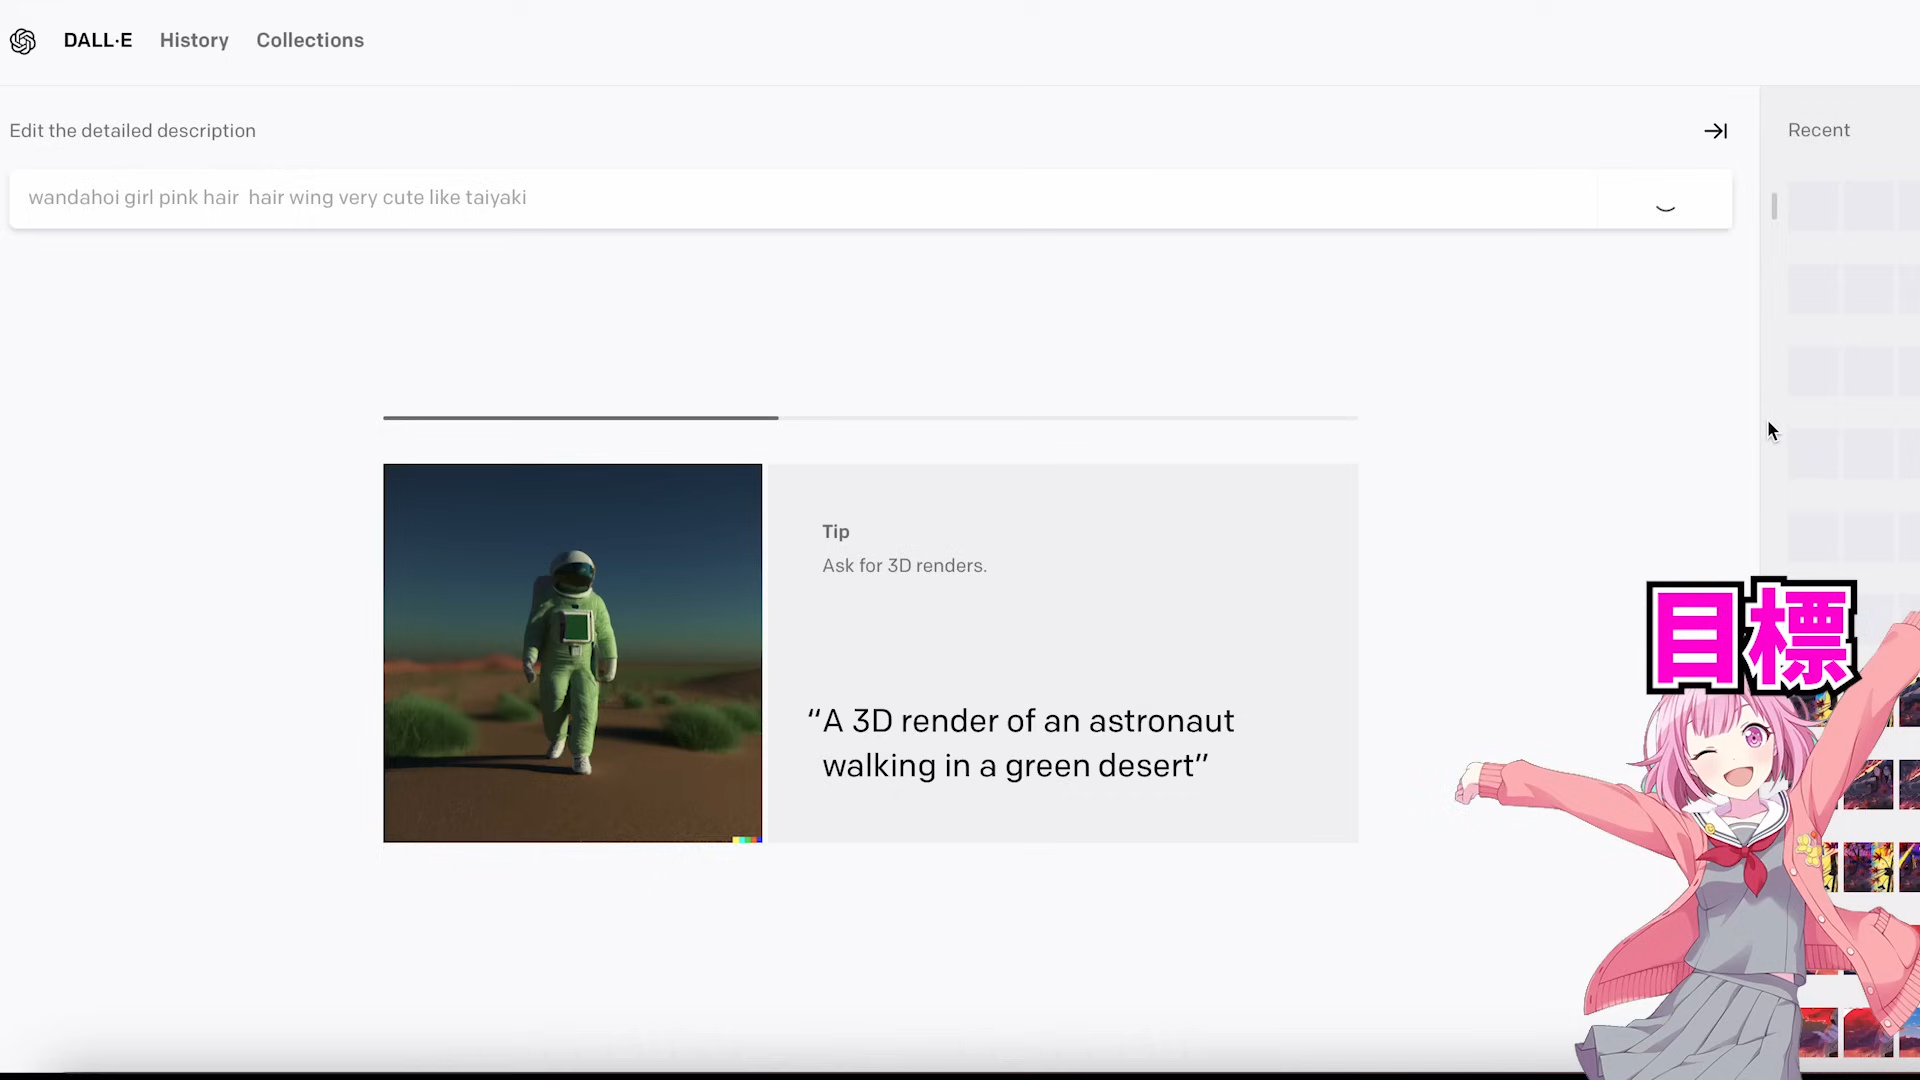 DALL·E History Collections
Edit the detailed description
Recent
wandahoi girl pink hair  hair wing very cute like taiyaki
Tip
Ask for 3D renders.
“A 3D render of an astronaut
walking in a green desert”
目標